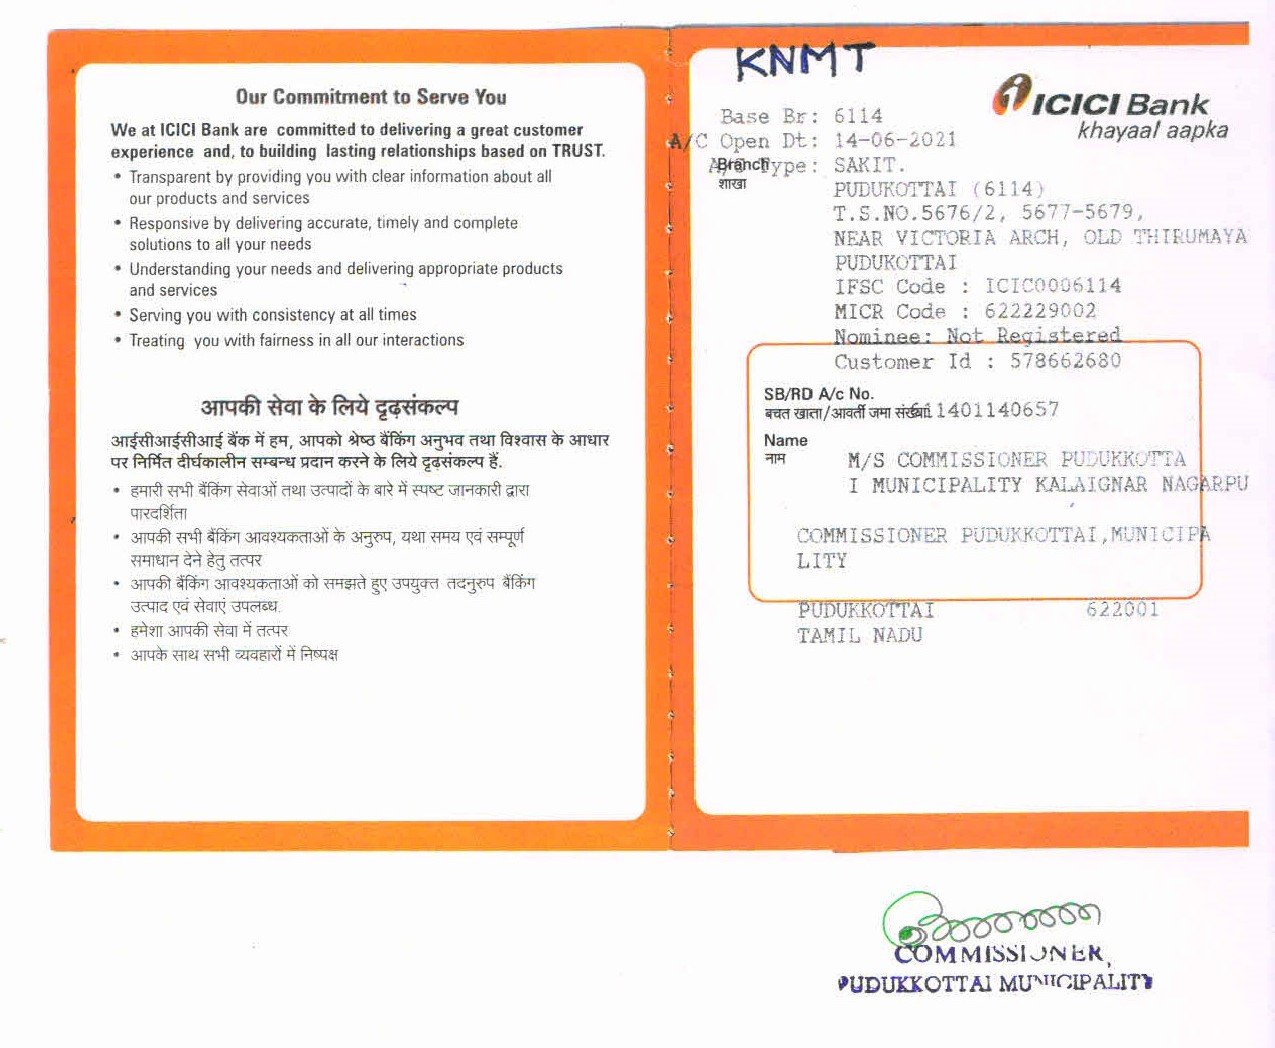 Our Commitment to Serve You
We at ICICI Bank are committed to delivering a great customer
experience and, to building lasting relationships based on TRUST.
• Transparent by providing you with clear information about all
our products and services
• Responsive by delivering accurate, timely and complete
solutions to all your needs
• Understanding your needs and delivering appropriate products
and services
• Serving you with consistency at all times
• Treating you with fairness in all our interactions
आपकी सेवा के लिये दृढ़संकल्प
आईसीआईसीआई बैंक में हम, आपको श्रेष्ठ बैंकिंग अनुभव तथा विश्वास के आधार
पर निर्मित दीर्घकालीन सम्बन्ध प्रदान करने के लिये दृढ़संकल्प हैं.
• हमारी सभी बैंकिंग सेवाओं तथा उत्पादों के बारे में स्पष्ट जानकारी द्वारा
पारदर्शिता
• आपकी सभी बैंकिंग आवश्यकताओं के अनुरुप, यथा समय एवं सम्पूर्ण
समाधान देने हेतु तत्पर
• आपकी बैंकिंग आवश्यकताओं को समझते हुए उपयुक्त तदनुरुप बैंकिंग
उत्पाद एवं सेवाएं उपलब्ध.
• हमेशा आपकी सेवा में तत्पर
• आपके साथ सभी व्यवहारों में निष्पक्ष
KNMT
ICICI Bank
khayaal aapka
Base Br: 6114
A/C Open Dt: 14-06-2021
Branch Type: SAKIT.
शाखा
PUDUKOTTAI (6114)
T.S.NO.5676/2, 5677-5679,
NEAR VICTORIA ARCH, OLD THIRUMAYA
PUDUKOTTAI
IFSC Code : ICIC0006114
MICR Code : 622229002
Nominee: Not Registered
Customer Id : 578662680
SB/RD A/c No.
बचत खाता/आवर्ती जमा संख्या 611401140657
Name
नाम
M/S COMMISSIONER PUDUKKOTTA
I MUNICIPALITY KALAIGNAR NAGARPU
COMMISSIONER PUDUKKOTTAI,MUNICIPA
LITY
PUDUKKOTTAI 622001
TAMIL NADU
COMMISSIONER,
PUDUKKOTTAI MUNICIPALITY